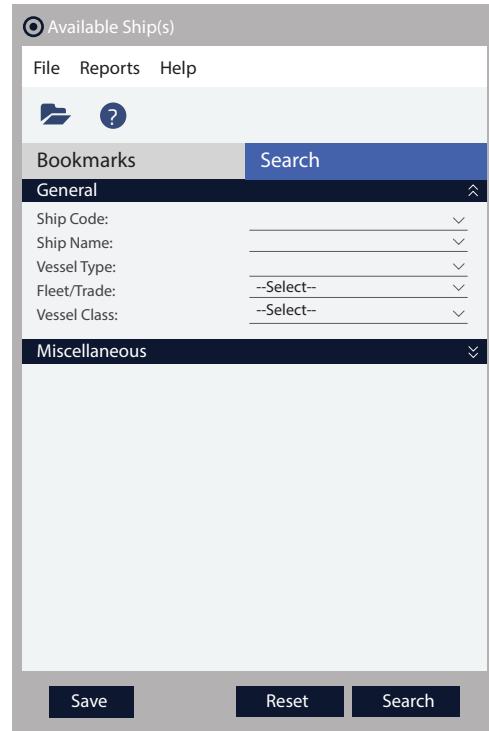 Available Ship(s)
File Reports Help
?
Bookmarks Search
General
Ship Code:
Ship Name:
Vessel Type:
Fleet/Trade: --Select--
Vessel Class: --Select--
Miscellaneous
Save Reset Search